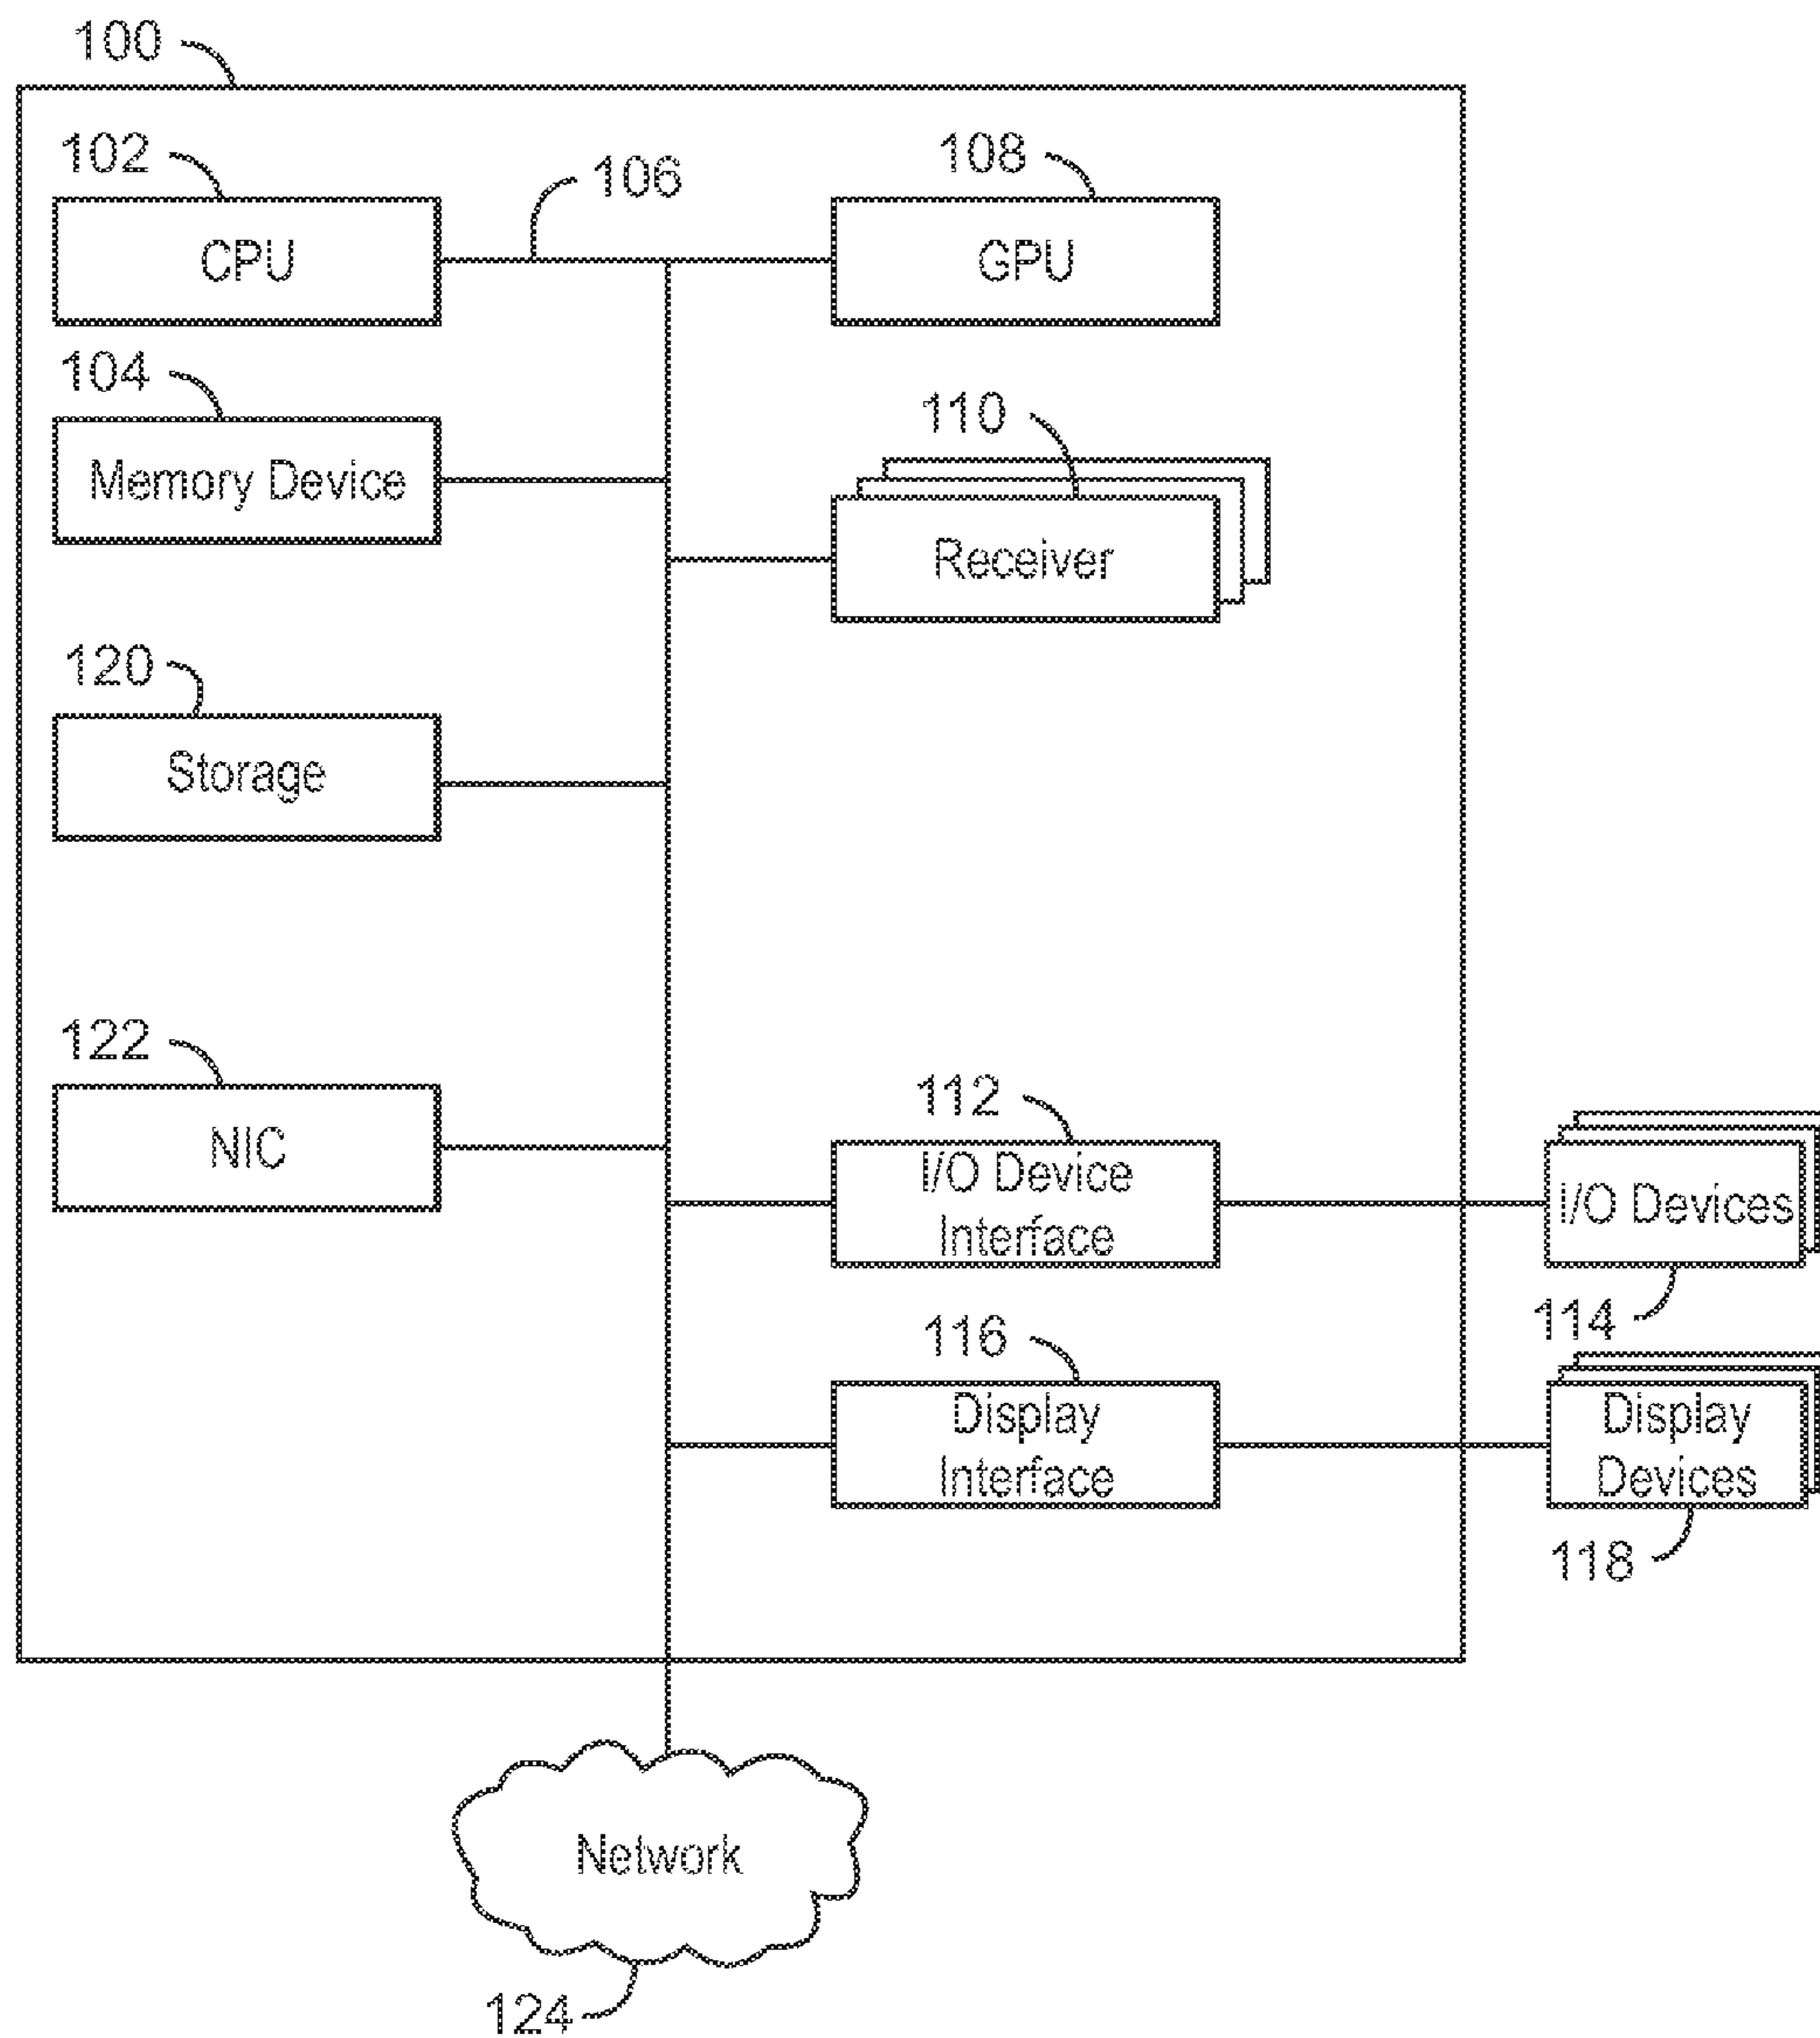 100
102
106
108
CPU
GPU
104
110
Memory Device
Receiver
120
Storage
122
112
NIC
I/O Device
Interface
I/O Devices
114
116
Display
Interface
Display
Devices
118
Network
124